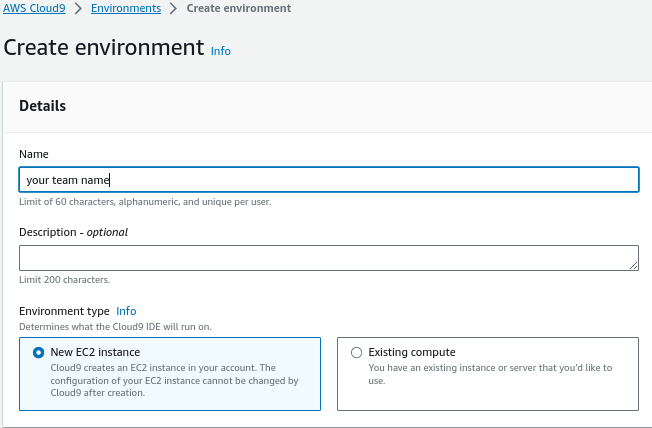 AWS Cloud9 > Environments > Create environment
Create environment Info
Details
Name
your team name
Limit of 60 characters, alphanumeric, and unique per user.
Description - optional
Limit 200 characters.
Environment type Info
Determines what the Cloud9 IDE will run on.
New EC2 instance
Cloud9 creates an EC2 instance in your account. The
configuration of your EC2 instance cannot be changed by
Cloud9 after creation.
Existing compute
You have an existing instance or server that you'd like to
use.